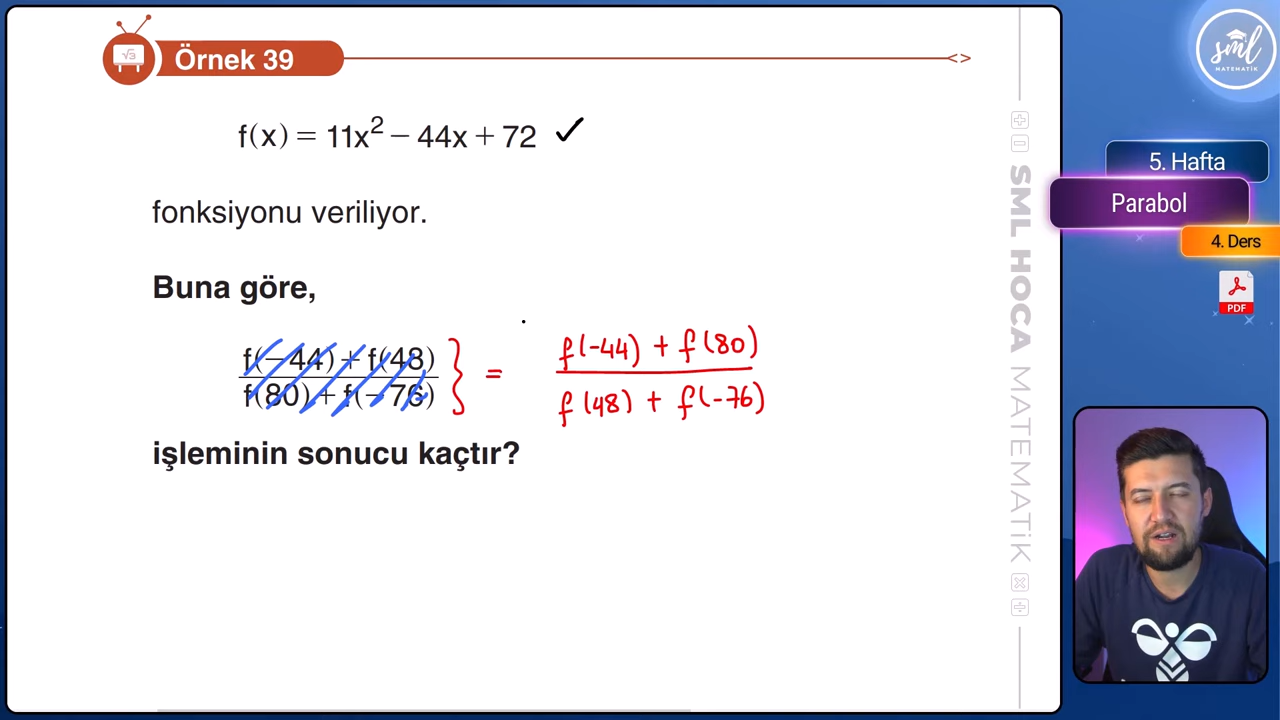 √3
Örnek 39
<>
f(x) = 11x² − 44x + 72 ✓
fonksiyonu veriliyor.
Buna göre,
f(−44) + f(48)
f(80) + f(−76)
} =
f(-44) + f(80)
f(48) + f(-76)
işleminin sonucu kaçtır?
SML HOCA MATEMATİK
sml
MATEMATİK
5. Hafta
Parabol
4. Ders
PDF